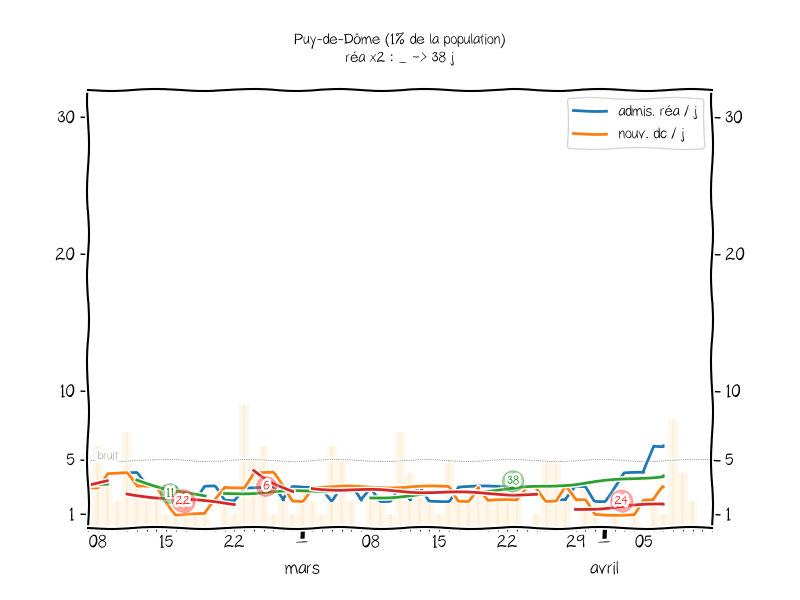 Puy-de-Dôme (1% de la population)
réa x2 : _ -> 38 j
admis. réa / j
nouv. dc / j
30
30
20
20
10
10
bruit
5
5
38
11
22
6
24
1
1
08 15 22 1 08 15 22 29 1 05
mars avril